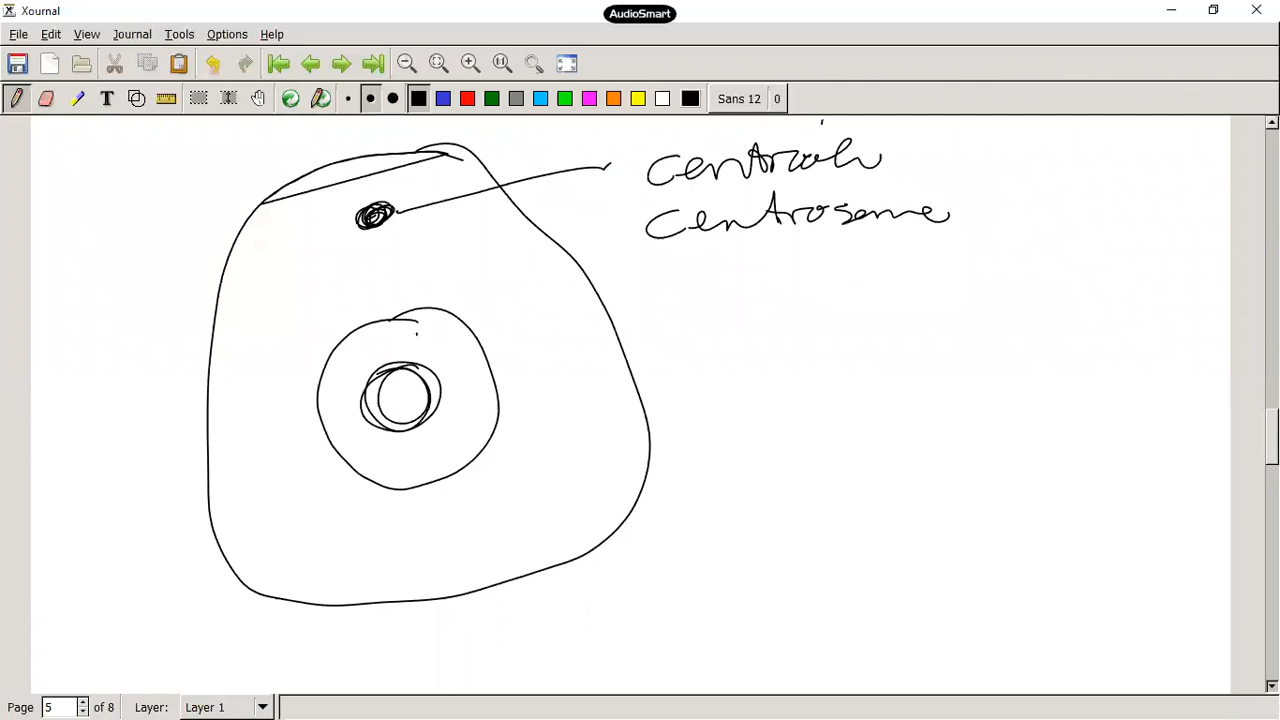 Xournal
AudioSmart
File Edit View Journal Tools Options Help
Sans 12 0
centriole
centrosome
Page 5 of 8 Layer: Layer 1